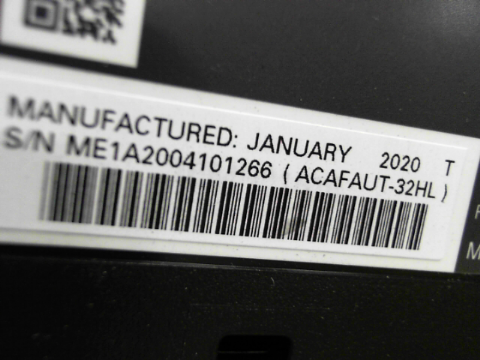 MANUFACTURED: JANUARY 2020 T
S/N ME1A2004101266 ( ACAFAUT-32HL )